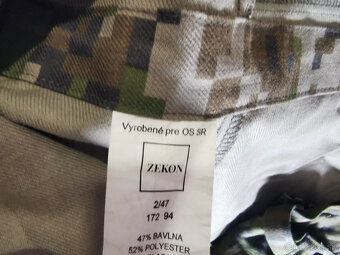 Vyrobené pre OS SR
ZEKON
2/47
172 94
47% BAVLNA
52% POLYESTER